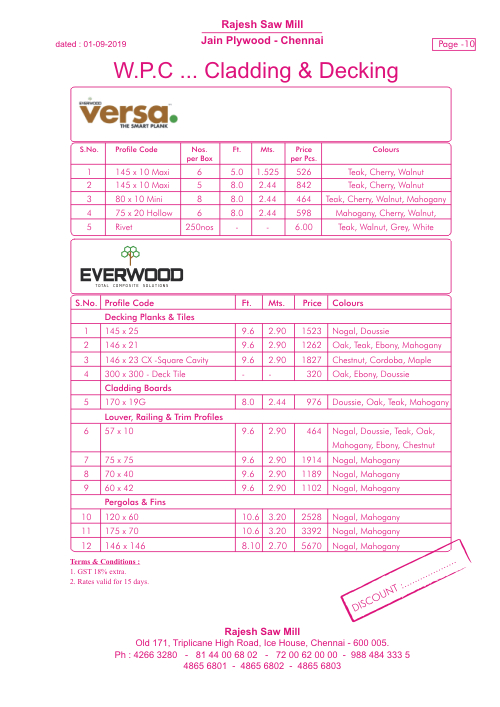 Rajesh Saw Mill
dated : 01-09-2019 Jain Plywood - Chennai Page -10
W.P.C ... Cladding & Decking
EVERWOOD
versa.
THE SMART PLANK
S.No. Profile Code Nos. per Box Ft. Mts. Price per Pcs. Colours
1 145 x 10 Maxi 6 5.0 1.525 526 Teak, Cherry, Walnut
2 145 x 10 Maxi 5 8.0 2.44 842 Teak, Cherry, Walnut
3 80 x 10 Mini 8 8.0 2.44 464 Teak, Cherry, Walnut, Mahogany
4 75 x 20 Hollow 6 8.0 2.44 598 Mahogany, Cherry, Walnut,
5 Rivet 250nos - - 6.00 Teak, Walnut, Grey, White
EVERWOOD
TOTAL COMPOSITE SOLUTIONS
S.No. Profile Code Ft. Mts. Price Colours
Decking Planks & Tiles
1 145 x 25 9.6 2.90 1523 Nogal, Doussie
2 146 x 21 9.6 2.90 1262 Oak, Teak, Ebony, Mahogany
3 146 x 23 CX -Square Cavity 9.6 2.90 1827 Chestnut, Cordoba, Maple
4 300 x 300 - Deck Tile - - 320 Oak, Ebony, Doussie
Cladding Boards
5 170 x 19G 8.0 2.44 976 Doussie, Oak, Teak, Mahogany
Louver, Railing & Trim Profiles
6 57 x 10 9.6 2.90 464 Nogal, Doussie, Teak, Oak,
Mahogany, Ebony, Chestnut
7 75 x 75 9.6 2.90 1914 Nogal, Mahogany
8 70 x 40 9.6 2.90 1189 Nogal, Mahogany
9 60 x 42 9.6 2.90 1102 Nogal, Mahogany
Pergolas & Fins
10 120 x 60 10.6 3.20 2528 Nogal, Mahogany
11 175 x 70 10.6 3.20 3392 Nogal, Mahogany
12 146 x 146 8.10 2.70 5670 Nogal, Mahogany
Terms & Conditions :
1. GST 18% extra.
2. Rates valid for 15 days.
DISCOUNT :..................
Rajesh Saw Mill
Old 171, Triplicane High Road, Ice House, Chennai - 600 005.
Ph : 4266 3280 - 81 44 00 68 02 - 72 00 62 00 00 - 988 484 333 5
4865 6801 - 4865 6802 - 4865 6803